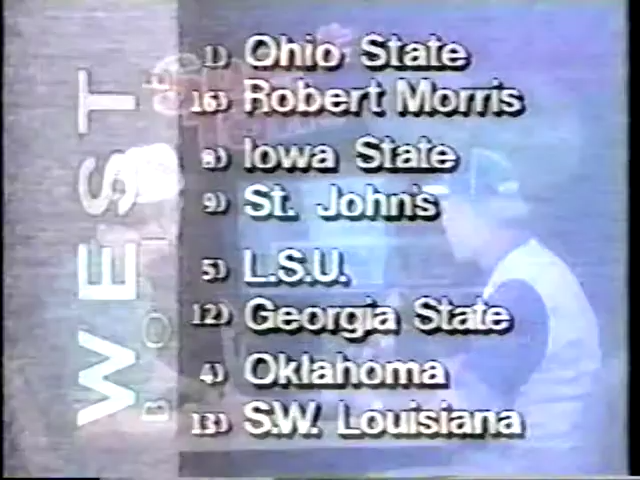 WEST
1) Ohio State
16) Robert Morris
8) Iowa State
9) St. John's
5) L.S.U.
12) Georgia State
4) Oklahoma
13) S.W. Louisiana